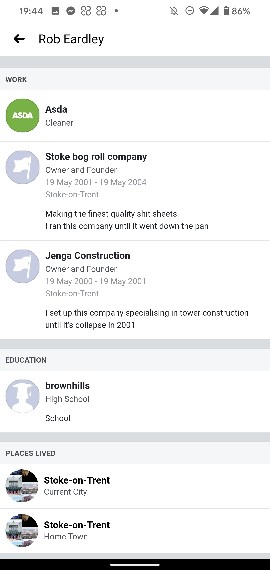 19:44
86%
Rob Eardley
WORK
ASDA
Asda
Cleaner
Stoke bog roll company
Owner and Founder
19 May 2001 - 19 May 2004
Stoke-on-Trent
Making the finest quality shit sheets
I ran this company until it went down the pan
Jenga Construction
Owner and Founder
19 May 2000 - 19 May 2001
Stoke-on-Trent
I set up this company specialising in tower construction
until it's collapse in 2001
EDUCATION
brownhills
High School
School
PLACES LIVED
Stoke-on-Trent
Current City
Stoke-on-Trent
Home Town